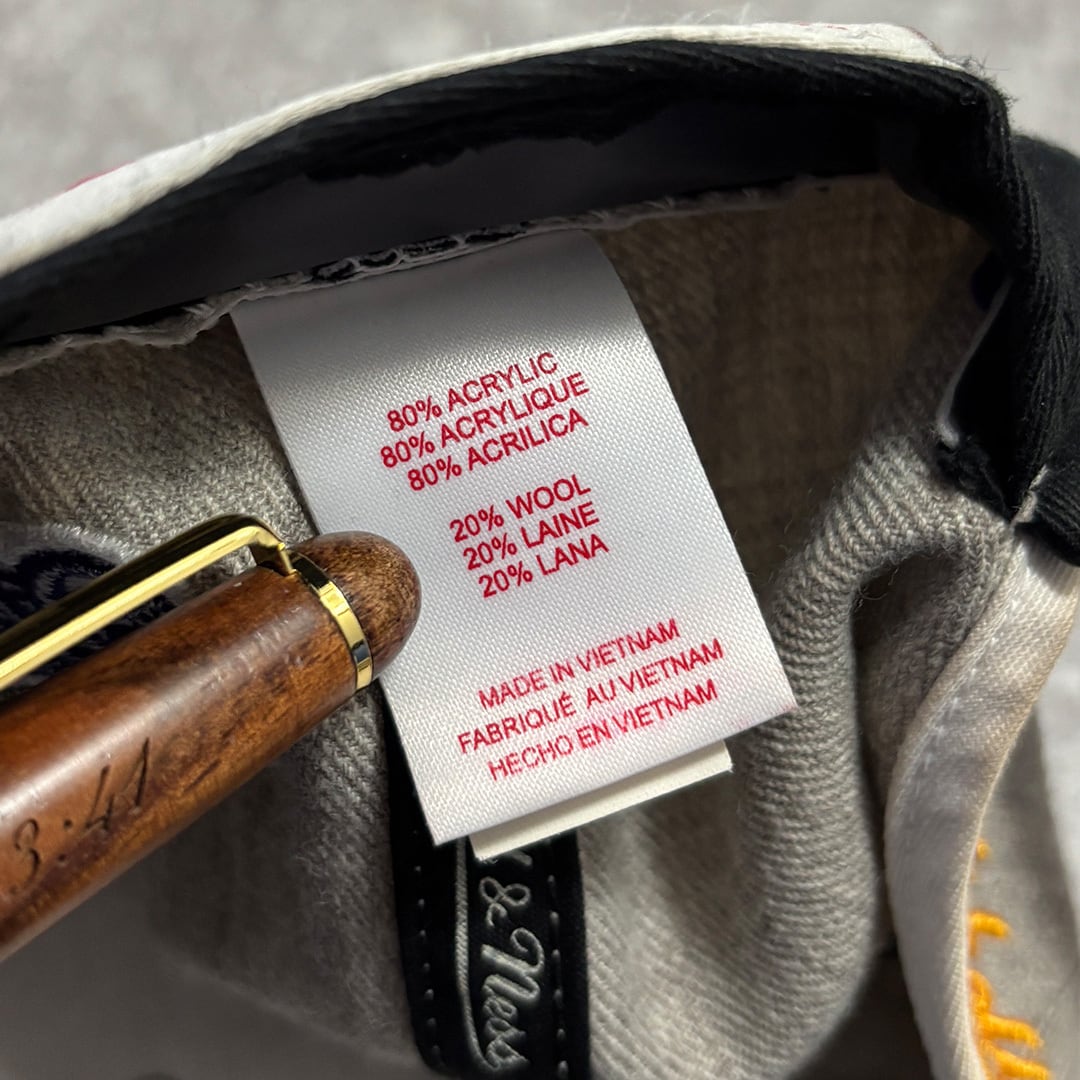 80% ACRYLIC
80% ACRYLIQUE
80% ACRILICA
20% WOOL
20% LAINE
20% LANA
MADE IN VIETNAM
FABRIQUÉ AU VIETNAM
HECHO EN VIETNAM
3:41
& Ness